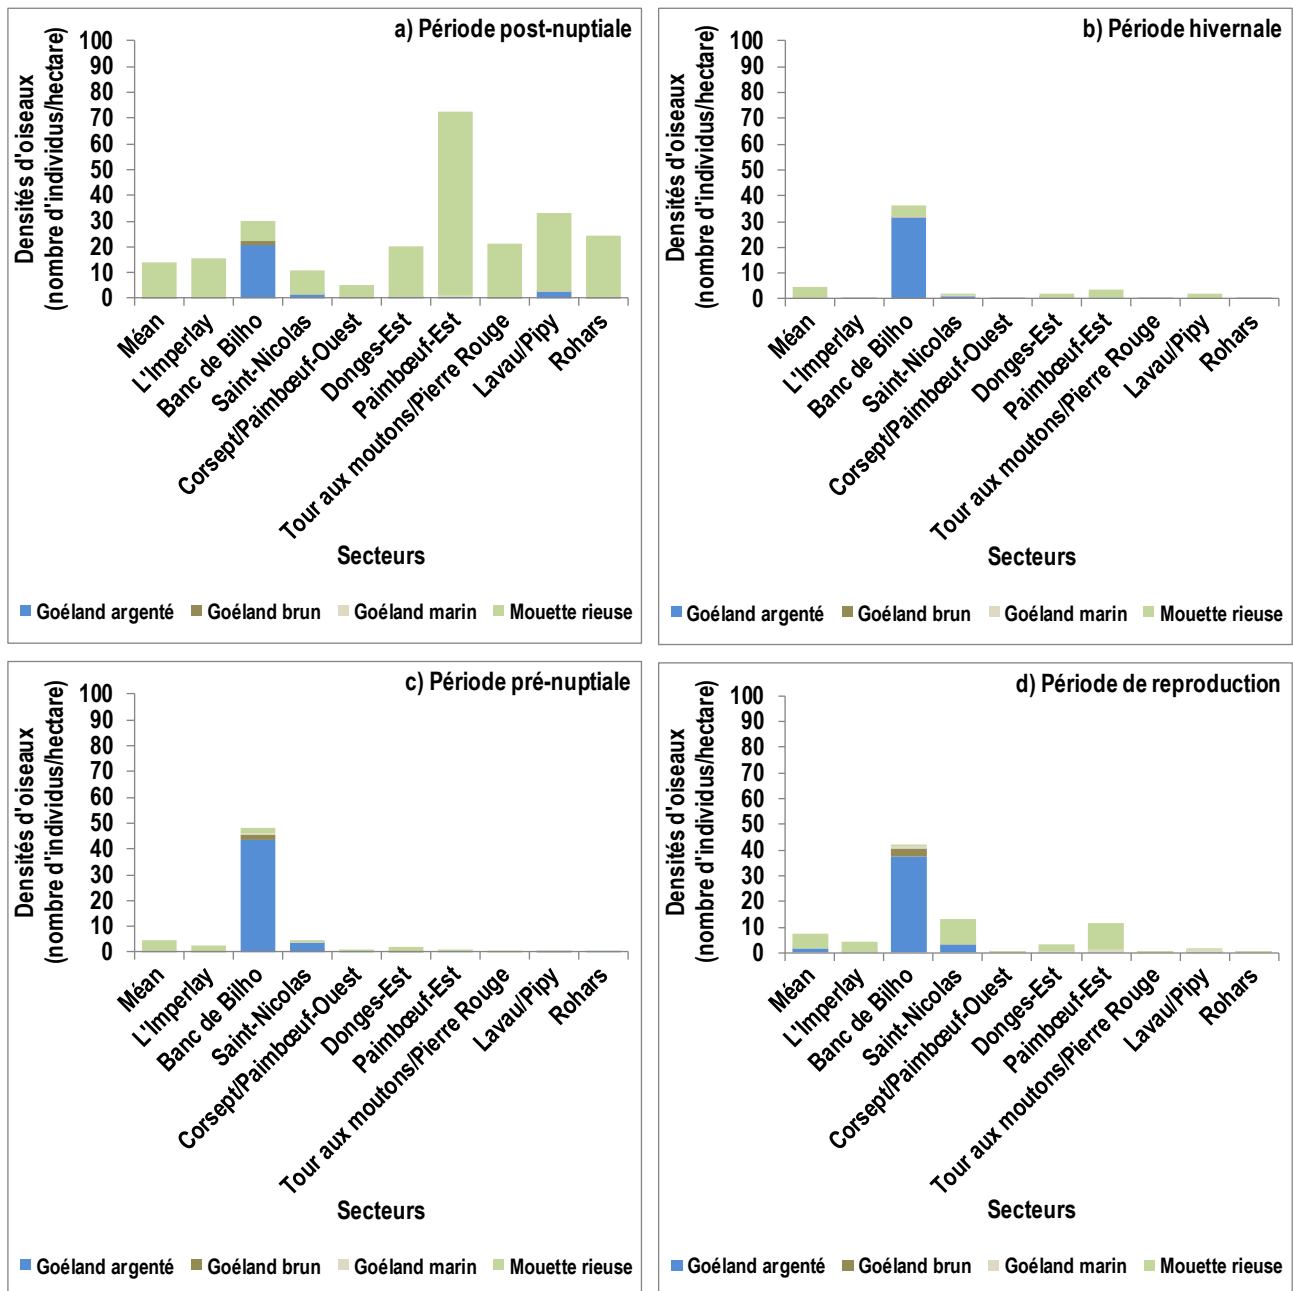 a) Période post-nuptiale
Densités d'oiseaux
(nombre d'individus/hectare)
100
90
80
70
60
50
40
30
20
10
0
Méan
L'Imperlay
Banc de Bilho
Saint-Nicolas
Corsept/Paimbœuf-Ouest
Donges-Est
Paimbœuf-Est
Tour aux moutons/Pierre Rouge
Lavau/Pipy
Rohars
Secteurs
Goéland argenté Goéland brun Goéland marin Mouette rieuse
b) Période hivernale
Densités d'oiseaux
(nombre d'individus/hectare)
100
90
80
70
60
50
40
30
20
10
0
Méan
L'Imperlay
Banc de Bilho
Saint-Nicolas
Corsept/Paimbœuf-Ouest
Donges-Est
Paimbœuf-Est
Tour aux moutons/Pierre Rouge
Lavau/Pipy
Rohars
Secteurs
Goéland argenté Goéland brun Goéland marin Mouette rieuse
c) Période pré-nuptiale
Densités d'oiseaux
(nombre d'individus/hectare)
100
90
80
70
60
50
40
30
20
10
0
Méan
L'Imperlay
Banc de Bilho
Saint-Nicolas
Corsept/Paimbœuf-Ouest
Donges-Est
Paimbœuf-Est
Tour aux moutons/Pierre Rouge
Lavau/Pipy
Rohars
Secteurs
Goéland argenté Goéland brun Goéland marin Mouette rieuse
d) Période de reproduction
Densités d'oiseaux
(nombre d'individus/hectare)
100
90
80
70
60
50
40
30
20
10
0
Méan
L'Imperlay
Banc de Bilho
Saint-Nicolas
Corsept/Paimbœuf-Ouest
Donges-Est
Paimbœuf-Est
Tour aux moutons/Pierre Rouge
Lavau/Pipy
Rohars
Secteurs
Goéland argenté Goéland brun Goéland marin Mouette rieuse